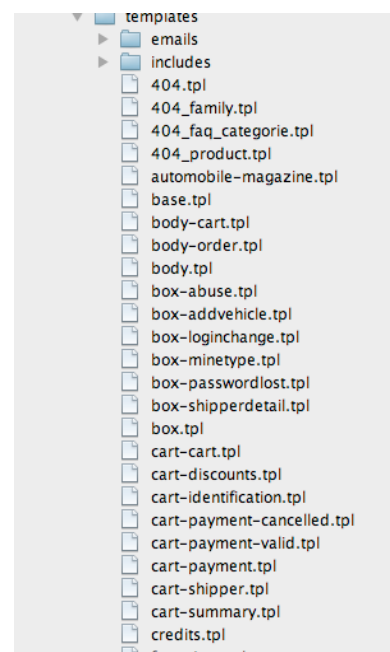 templates
emails
includes
404.tpl
404_family.tpl
404_faq_categorie.tpl
404_product.tpl
automobile-magazine.tpl
base.tpl
body-cart.tpl
body-order.tpl
body.tpl
box-abuse.tpl
box-addvehicle.tpl
box-loginchange.tpl
box-minetype.tpl
box-passwordlost.tpl
box-shipperdetail.tpl
box.tpl
cart-cart.tpl
cart-discounts.tpl
cart-identification.tpl
cart-payment-cancelled.tpl
cart-payment-valid.tpl
cart-payment.tpl
cart-shipper.tpl
cart-summary.tpl
credits.tpl